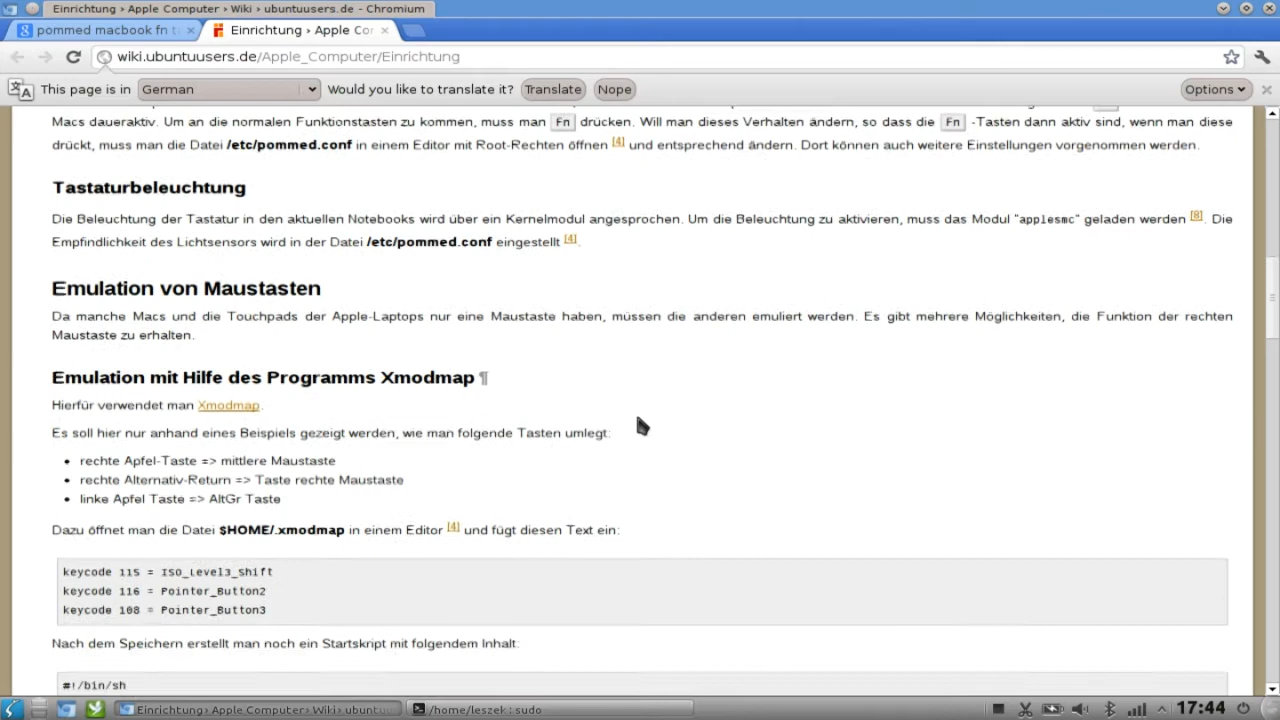 Einrichtung › Apple Computer › Wiki › ubuntuusers.de - Chromium
pommed macbook fn t
Einrichtung › Apple Co
wiki.ubuntuusers.de/Apple_Computer/Einrichtung
This page is in German Would you like to translate it? Translate Nope Options
Macs daueraktiv. Um an die normalen Funktionstasten zu kommen, muss man Fn drücken. Will man dieses Verhalten ändern, so dass die Fn -Tasten dann aktiv sind, wenn man diese
drückt, muss man die Datei /etc/pommed.conf in einem Editor mit Root-Rechten öffnen [4] und entsprechend ändern. Dort können auch weitere Einstellungen vorgenommen werden.
Tastaturbeleuchtung
Die Beleuchtung der Tastatur in den aktuellen Notebooks wird über ein Kernelmodul angesprochen. Um die Beleuchtung zu aktivieren, muss das Modul "applesmc" geladen werden [8]. Die
Empfindlichkeit des Lichtsensors wird in der Datei /etc/pommed.conf eingestellt [4].
Emulation von Maustasten
Da manche Macs und die Touchpads der Apple-Laptops nur eine Maustaste haben, müssen die anderen emuliert werden. Es gibt mehrere Möglichkeiten, die Funktion der rechten
Maustaste zu erhalten.
Emulation mit Hilfe des Programms Xmodmap ¶
Hierfür verwendet man Xmodmap.
Es soll hier nur anhand eines Beispiels gezeigt werden, wie man folgende Tasten umlegt:
• rechte Apfel-Taste => mittlere Maustaste
• rechte Alternativ-Return => Taste rechte Maustaste
• linke Apfel Taste => AltGr Taste
Dazu öffnet man die Datei $HOME/.xmodmap in einem Editor [4] und fügt diesen Text ein:
keycode 115 = ISO_Level3_Shift
keycode 116 = Pointer_Button2
keycode 108 = Pointer_Button3
Nach dem Speichern erstellt man noch ein Startskript mit folgendem Inhalt:
#!/bin/sh
Einrichtung › Apple Computer › Wiki › ubuntu
/home/leszek : sudo
17:44